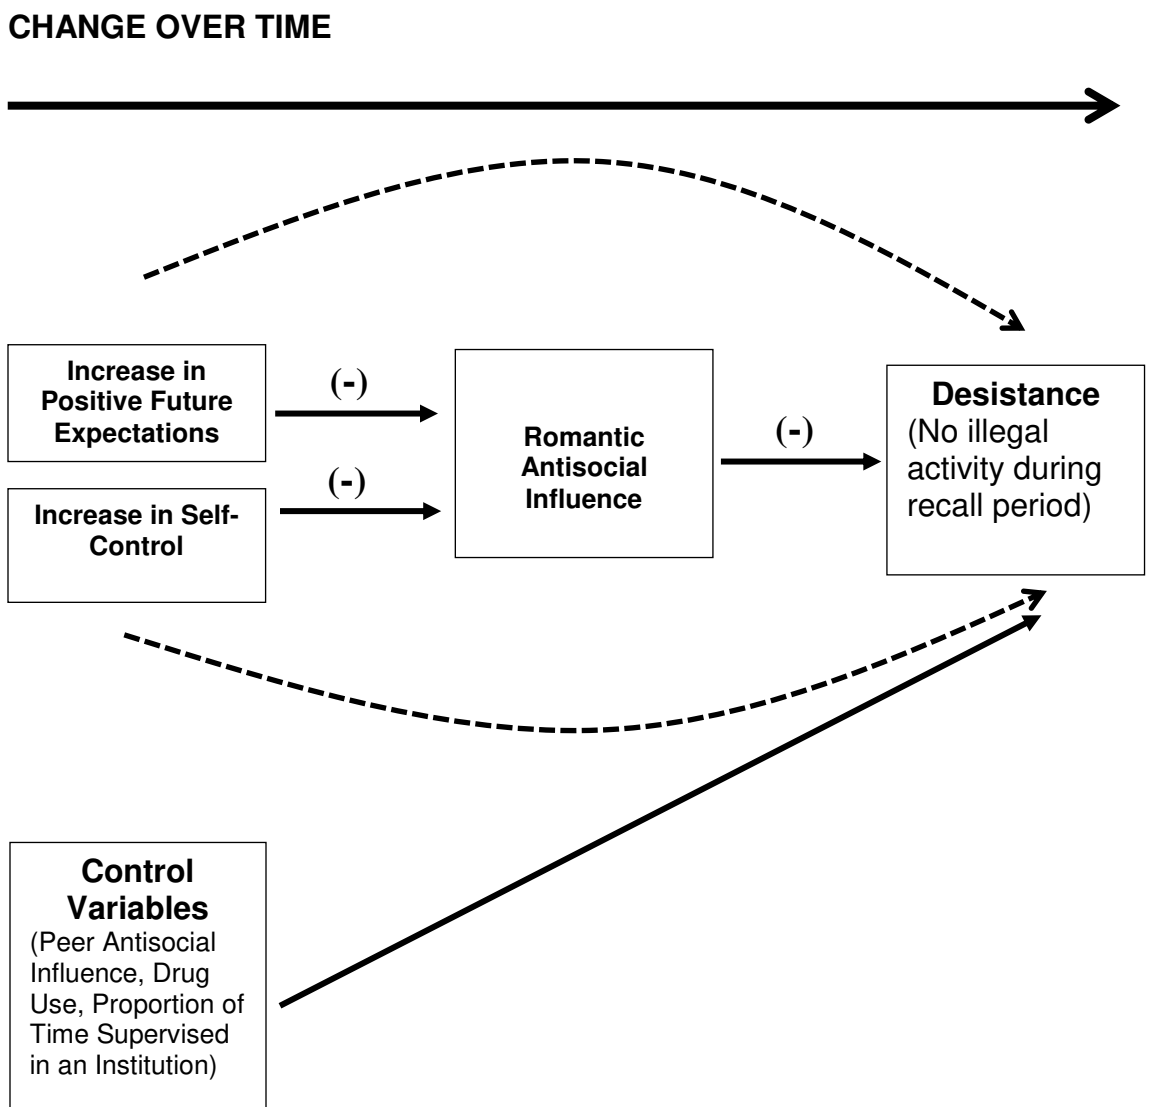 CHANGE OVER TIME
Increase in
Positive Future
Expectations
(-)
Increase in Self-
Control
(-)
Romantic
Antisocial
Influence
(-)
Desistance
(No illegal
activity during
recall period)
Control
Variables
(Peer Antisocial
Influence, Drug
Use, Proportion of
Time Supervised
in an Institution)